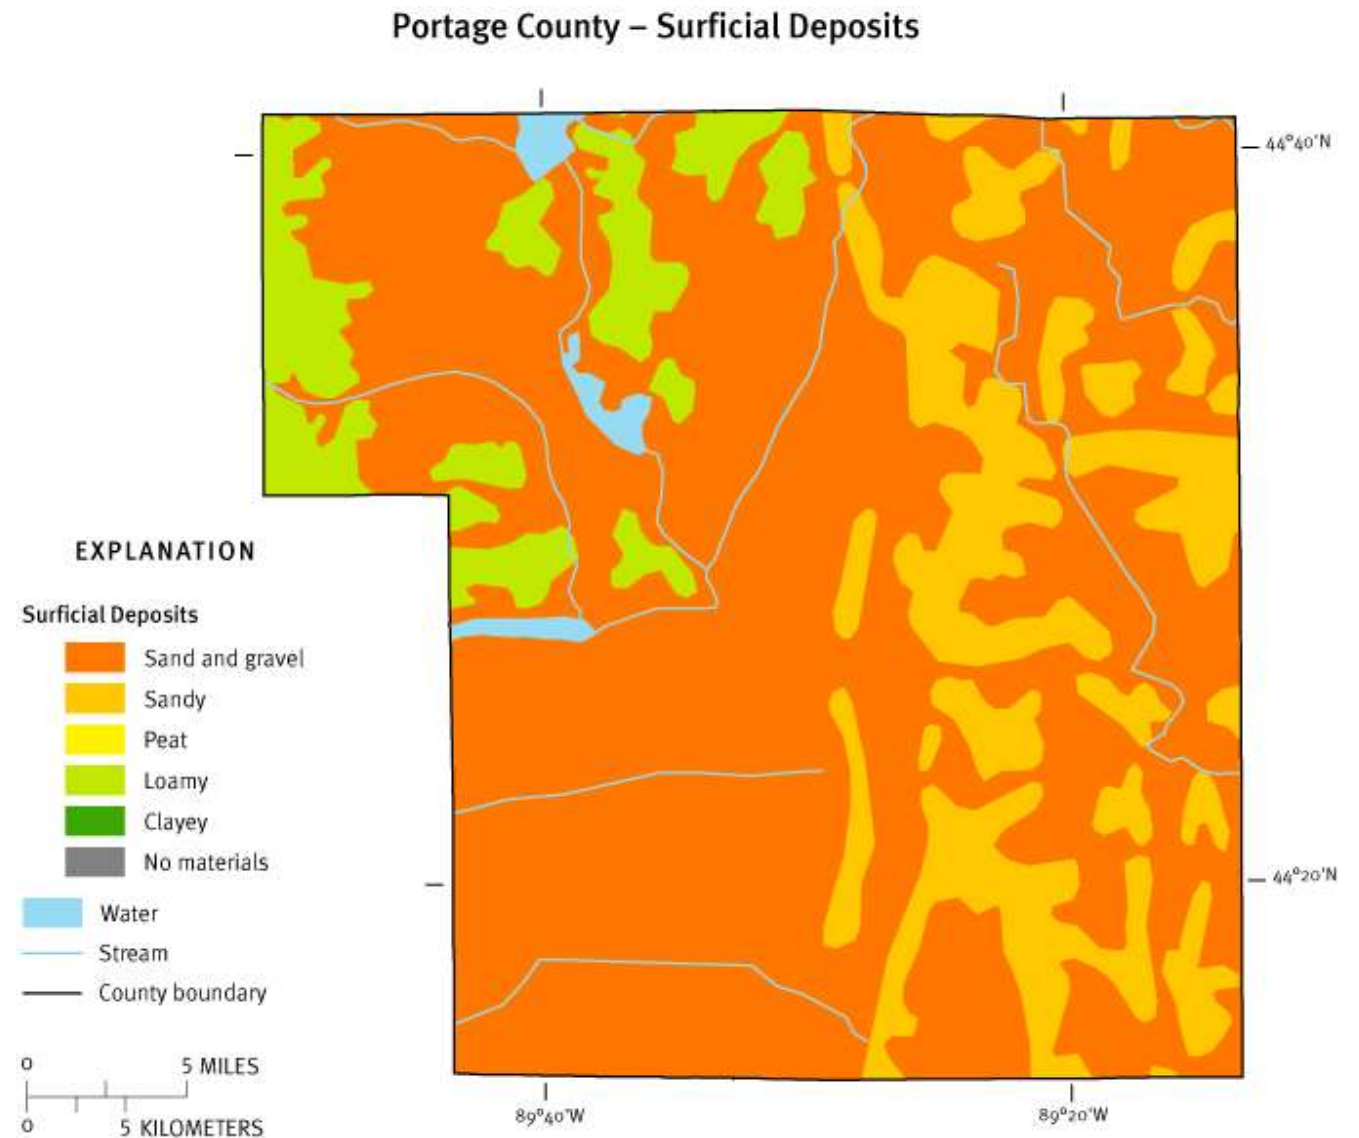 Portage County – Surficial Deposits
44°40'N
EXPLANATION
Surficial Deposits
Sand and gravel
Sandy
Peat
Loamy
Clayey
No materials
Water
Stream
County boundary
44°20'N
0 5 MILES
0 5 KILOMETERS
89°40'W 89°20'W